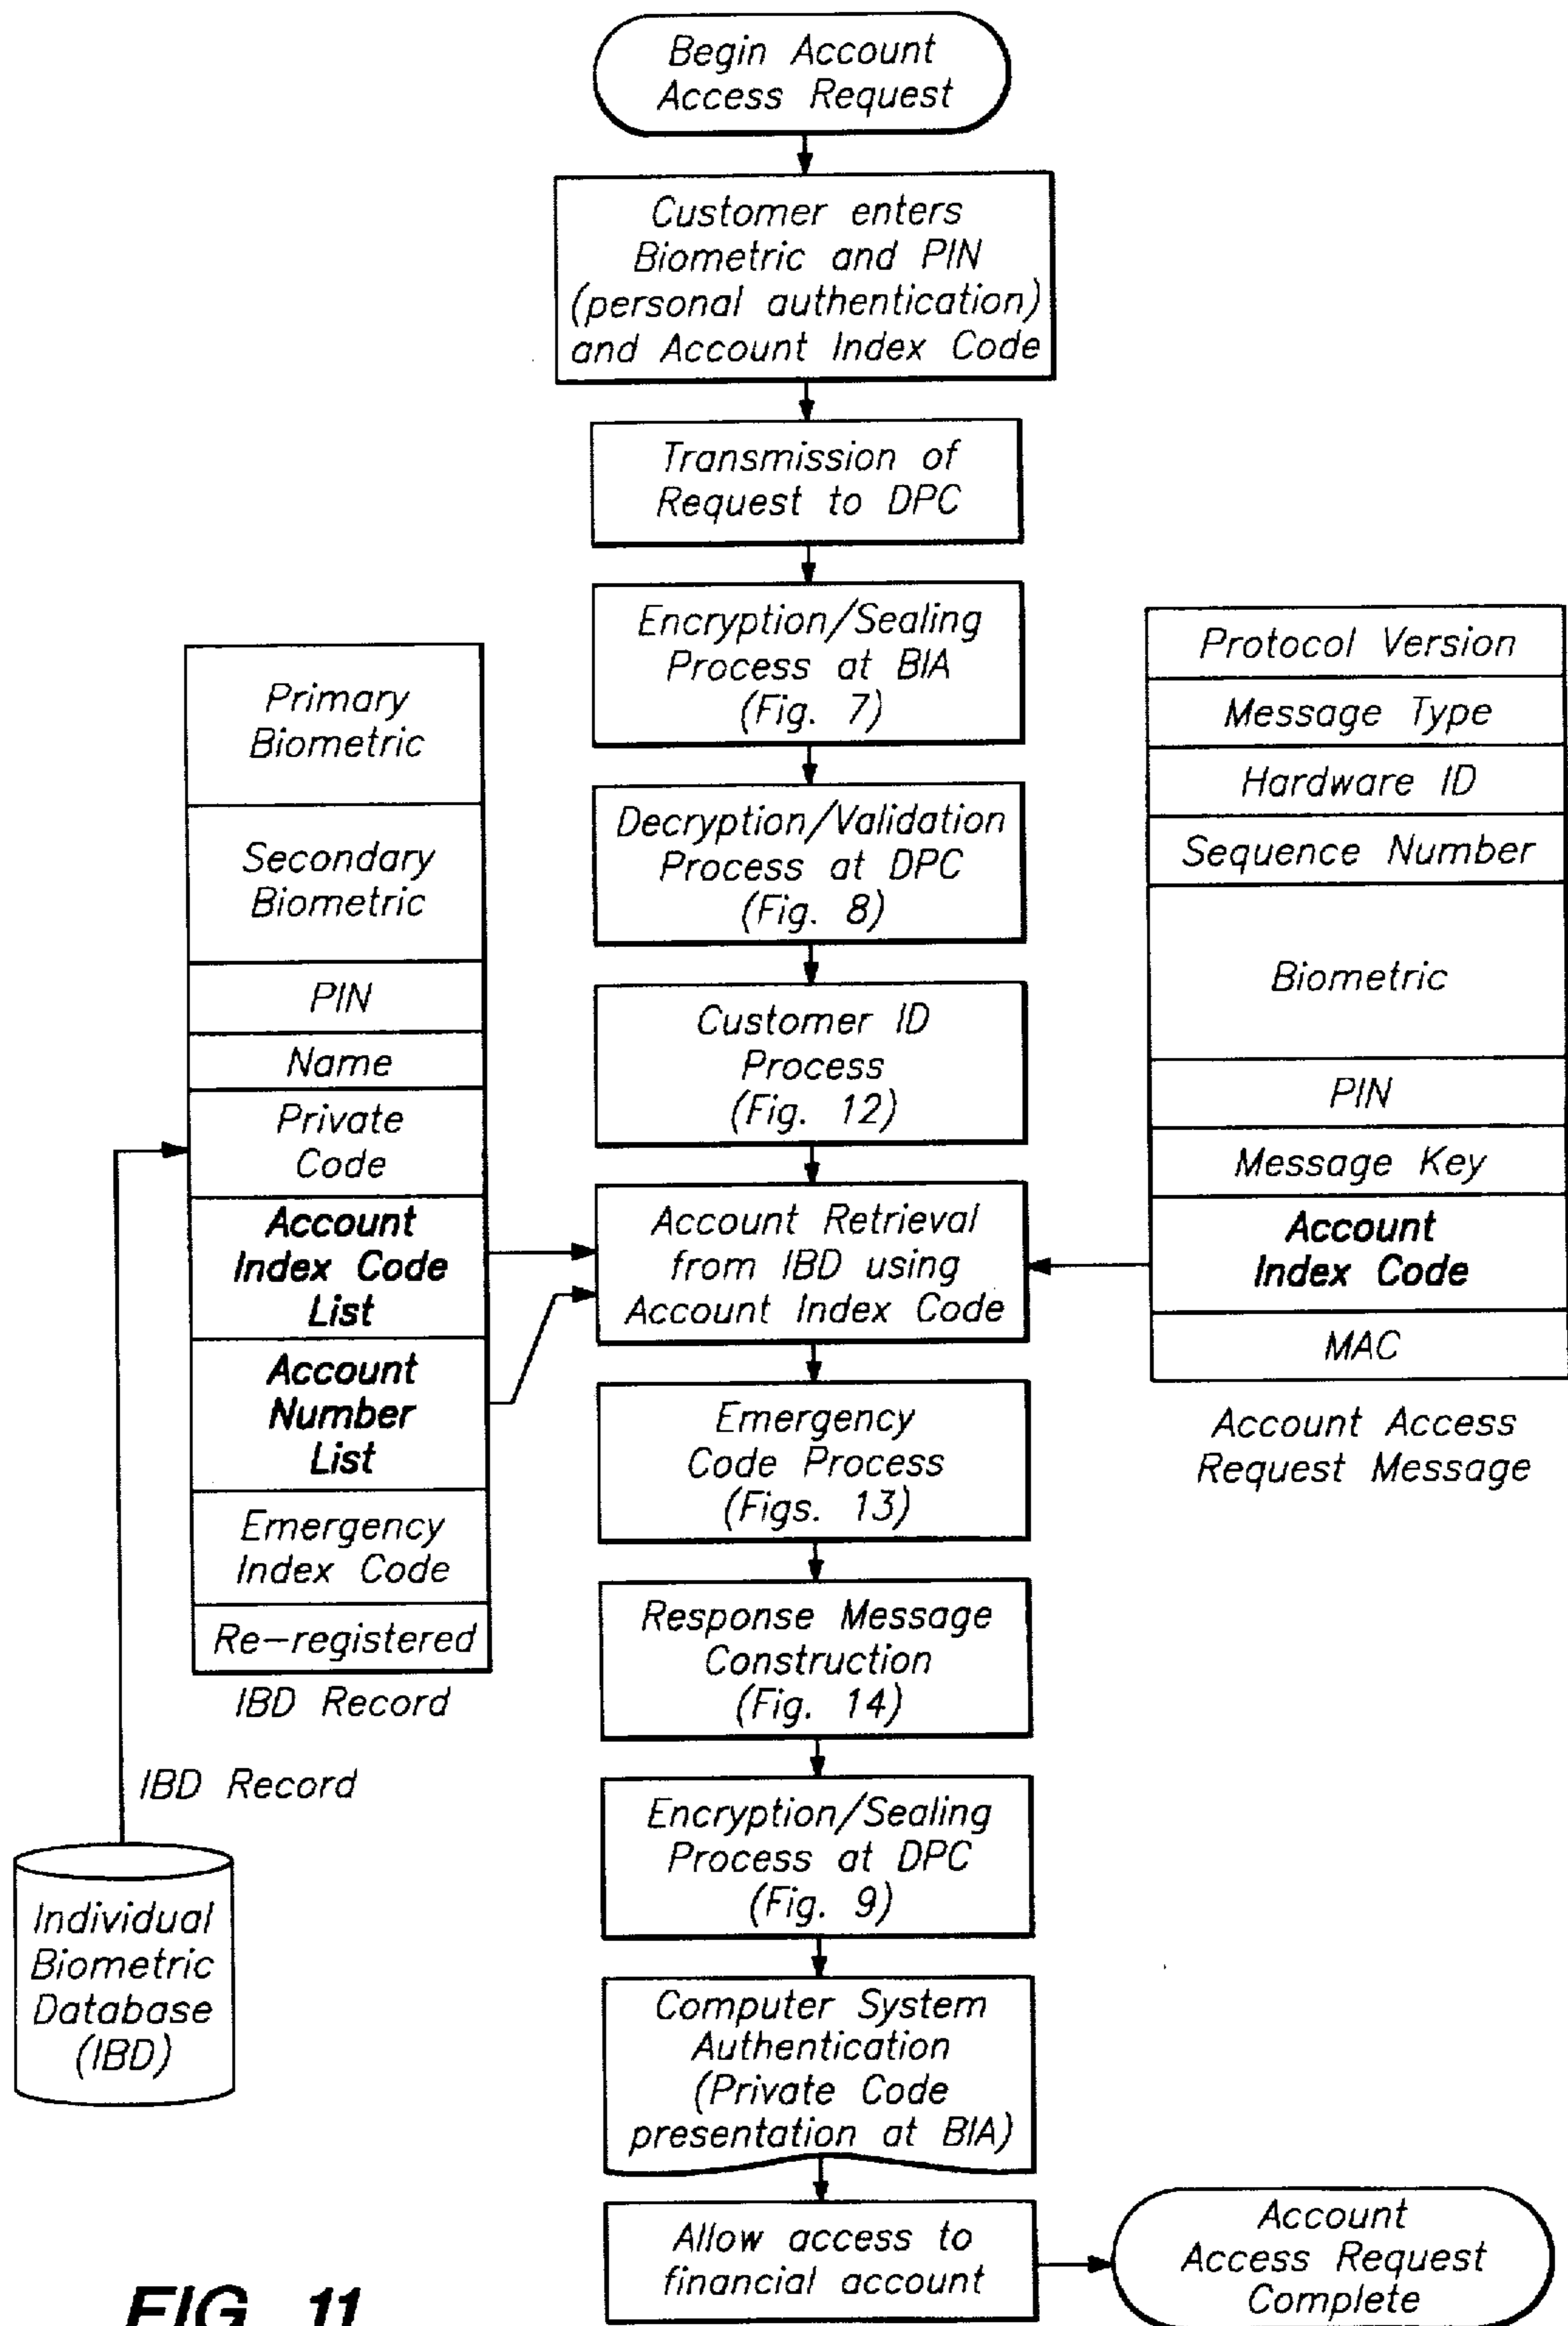 Begin Account
Access Request
Customer enters
Biometric and PIN
(personal authentication)
and Account Index Code
Transmission of
Request to DPC
Encryption/Sealing
Process at BIA
(Fig. 7)
Decryption/Validation
Process at DPC
(Fig. 8)
Customer ID
Process
(Fig. 12)
Account Retrieval
from IBD using
Account Index Code
Emergency
Code Process
(Figs. 13)
Response Message
Construction
(Fig. 14)
Encryption/Sealing
Process at DPC
(Fig. 9)
Computer System
Authentication
(Private Code
presentation at BIA)
Allow access to
financial account
Account
Access Request
Complete
Primary
Biometric
Secondary
Biometric
PIN
Name
Private
Code
Account
Index Code
List
Account
Number
List
Emergency
Index Code
Re-registered
IBD Record
IBD Record
Individual
Biometric
Database
(IBD)
Protocol Version
Message Type
Hardware ID
Sequence Number
Biometric
PIN
Message Key
Account
Index Code
MAC
Account Access
Request Message
FIG. 11